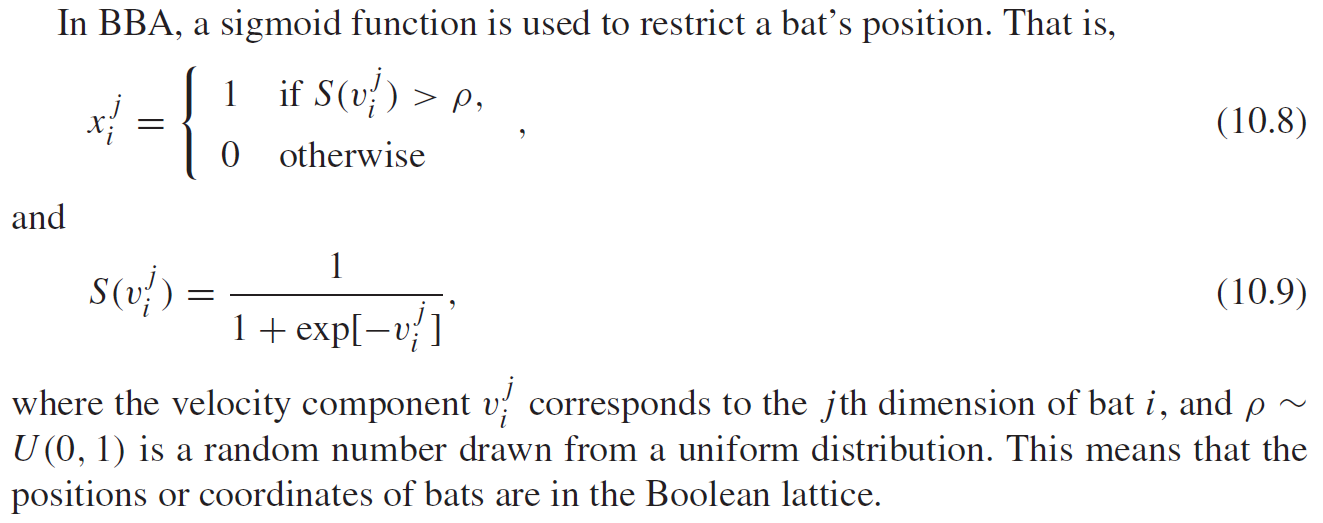 In BBA, a sigmoid function is used to restrict a bat's position. That is,
x_i^j = { 1 if S(v_i^j) > ρ, 0 otherwise , (10.8)
and
S(v_i^j) = 1 / (1 + exp[−v_i^j]), (10.9)
where the velocity component v_i^j corresponds to the jth dimension of bat i, and ρ ∼
U(0, 1) is a random number drawn from a uniform distribution. This means that the
positions or coordinates of bats are in the Boolean lattice.